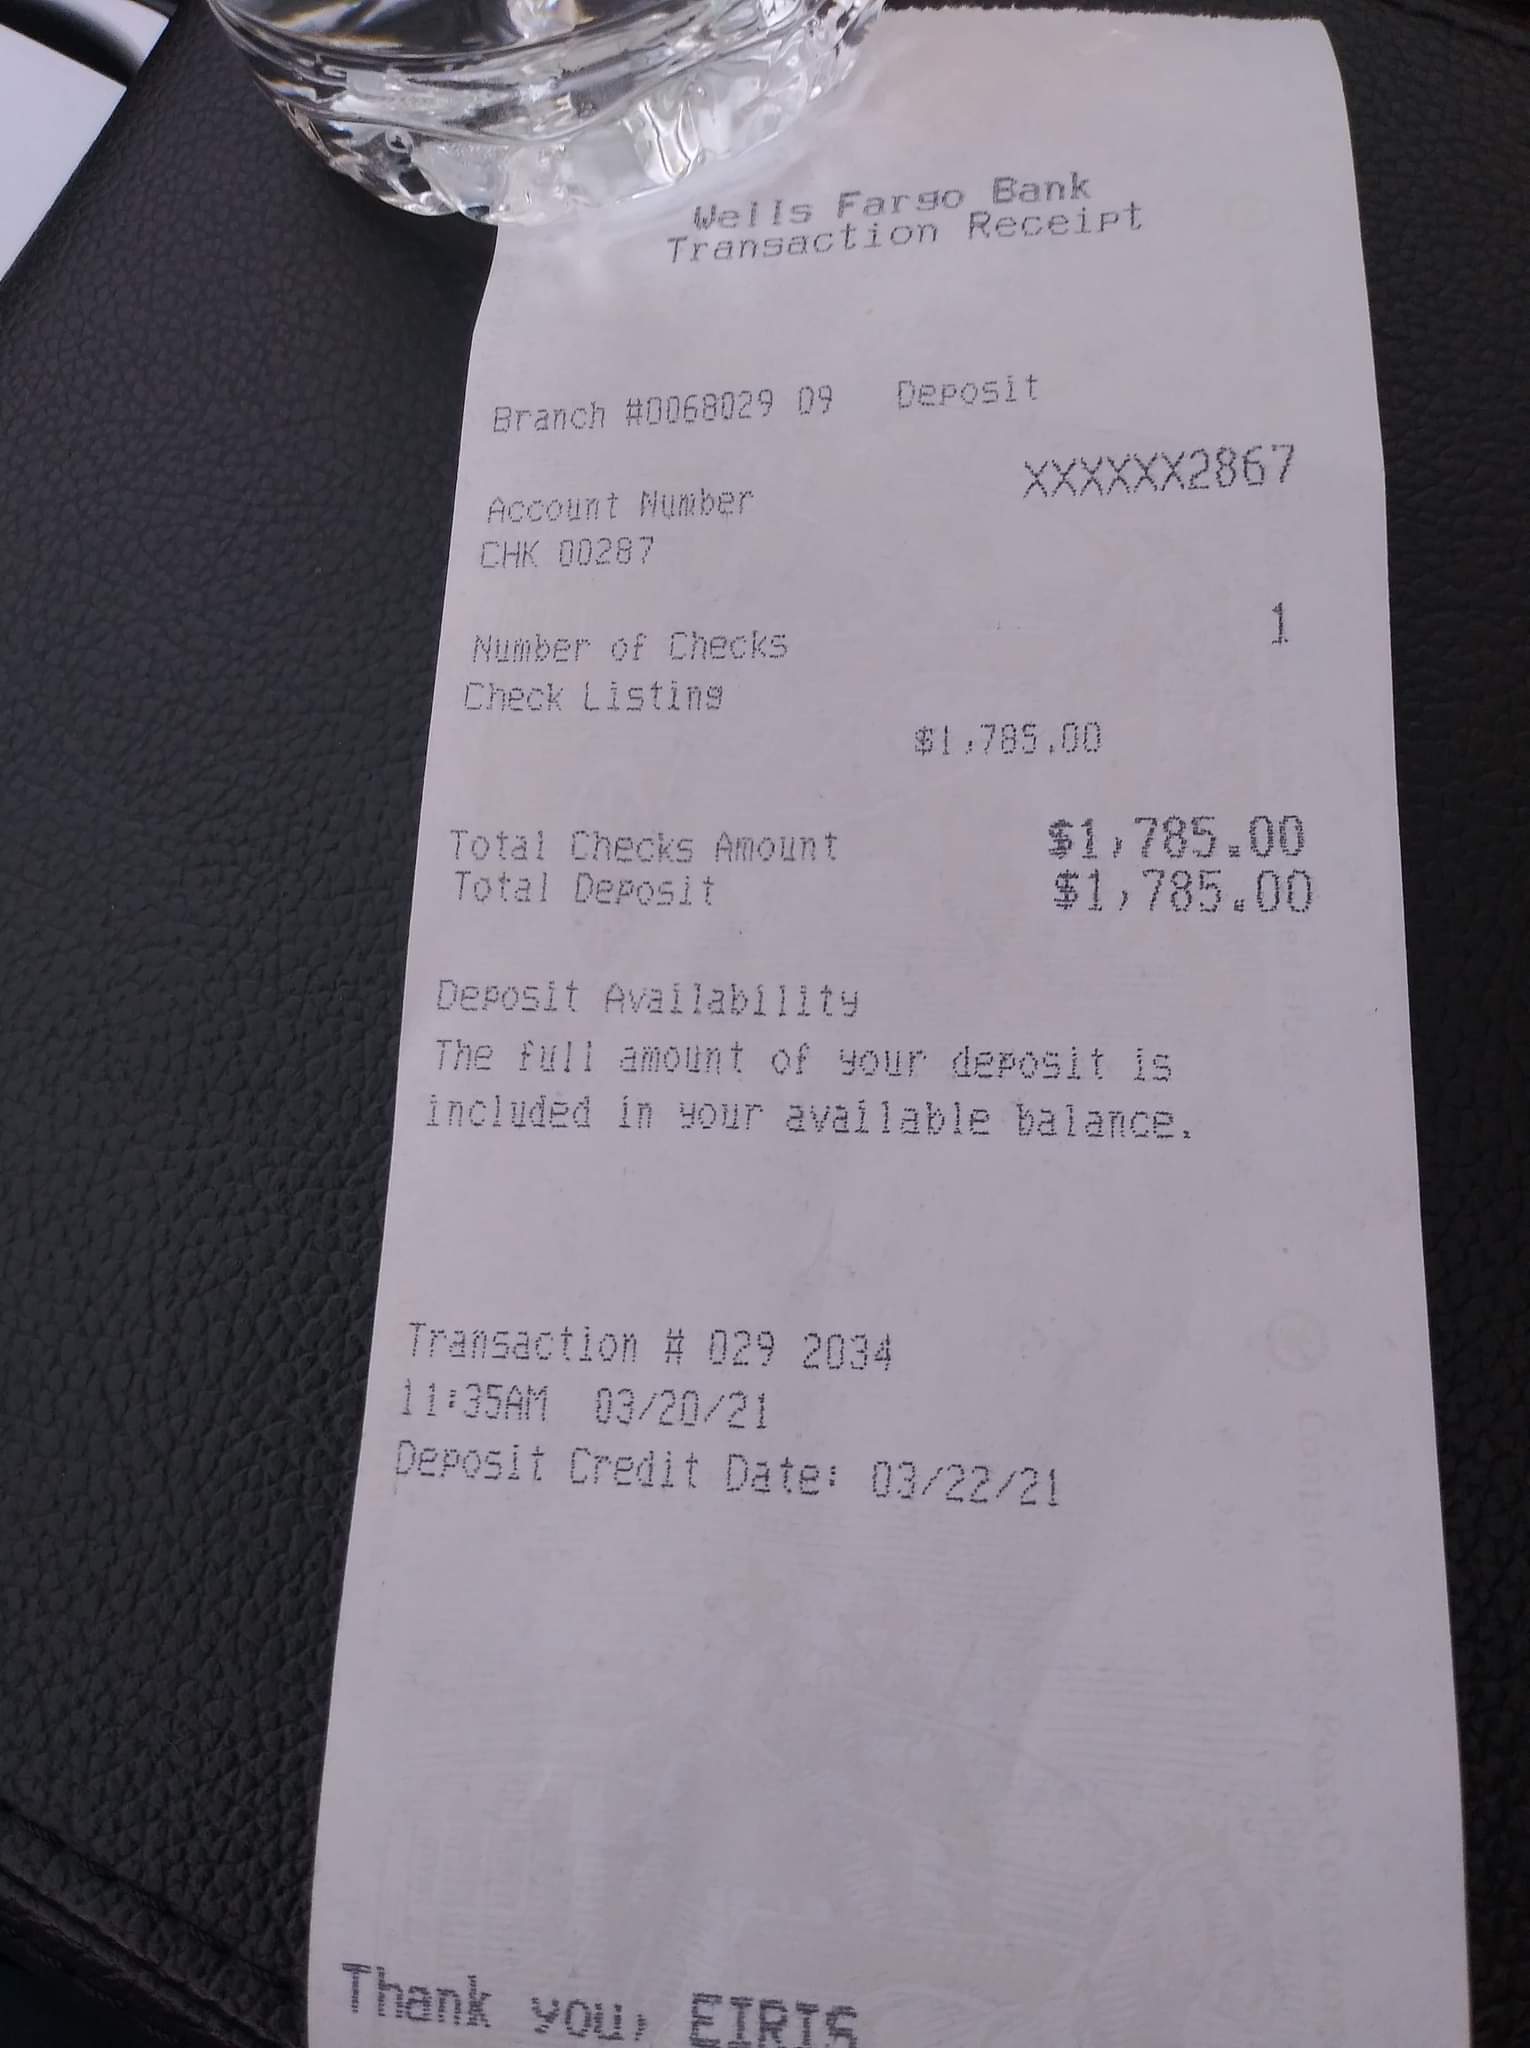 Wells Fargo Bank
Transaction Receipt
Branch #0068029 09 Deposit
Account Number XXXXXX2867
CHK 00287
Number of Checks 1
Check Listing
$1,785.00
Total Checks Amount $1,785.00
Total Deposit $1,785.00
Deposit Availability
The full amount of your deposit is
included in your available balance.
Transaction # 029 2034
11:35AM 03/20/21
Deposit Credit Date: 03/22/21
Thank you, EIRIS